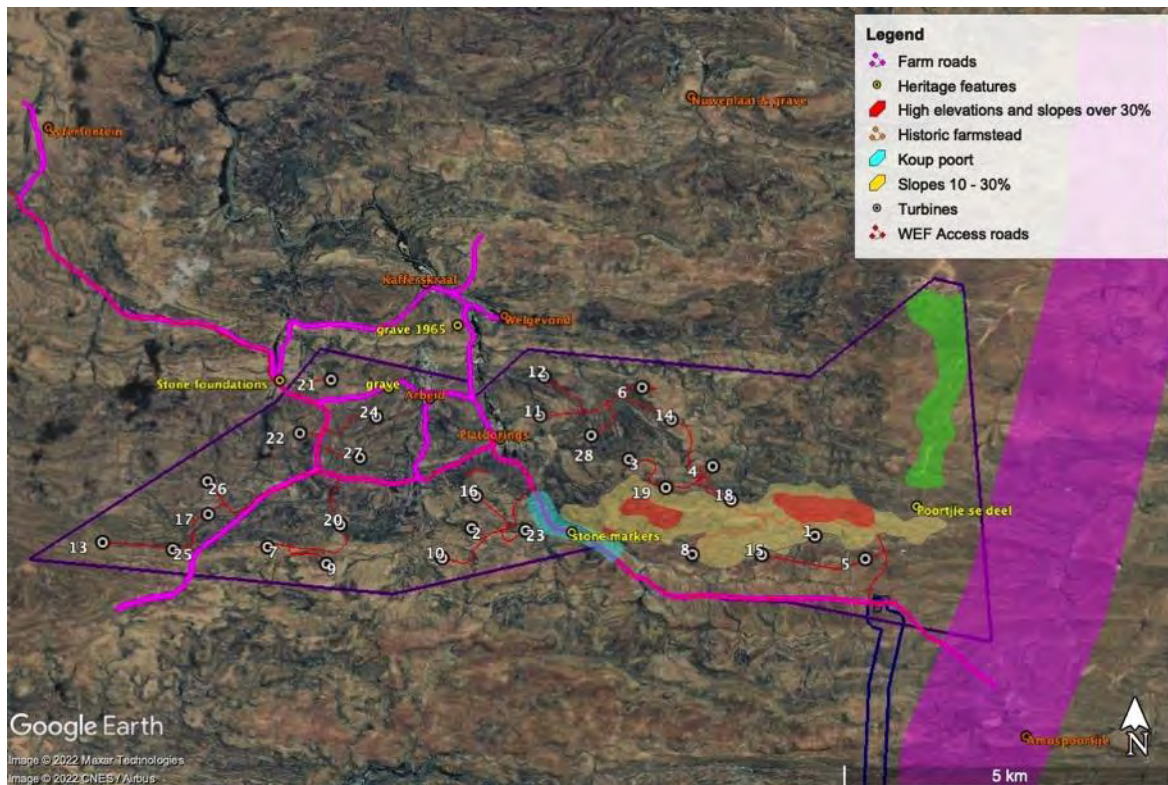 Legend
Farm roads
Heritage features
High elevations and slopes over 30%
Historic farmstead
Koup poort
Slopes 10 - 30%
Turbines
WEF Access roads
Nuweplaat & grave
Kafferskraal
Welgevond
grave 1965
Stone foundations
21
grave
Arbeid
12
6
24
11
14
22
Platdorings
28
27
3
4
26
16
19
18
17
Poortjie se deel
20
2
23
stone markers
1
13
25
7
10
8
15
5
9
Google Earth
Image © 2022 Maxar Technologies
Image © 2022 CNES / Airbus
Amospoortjie
N
5 km